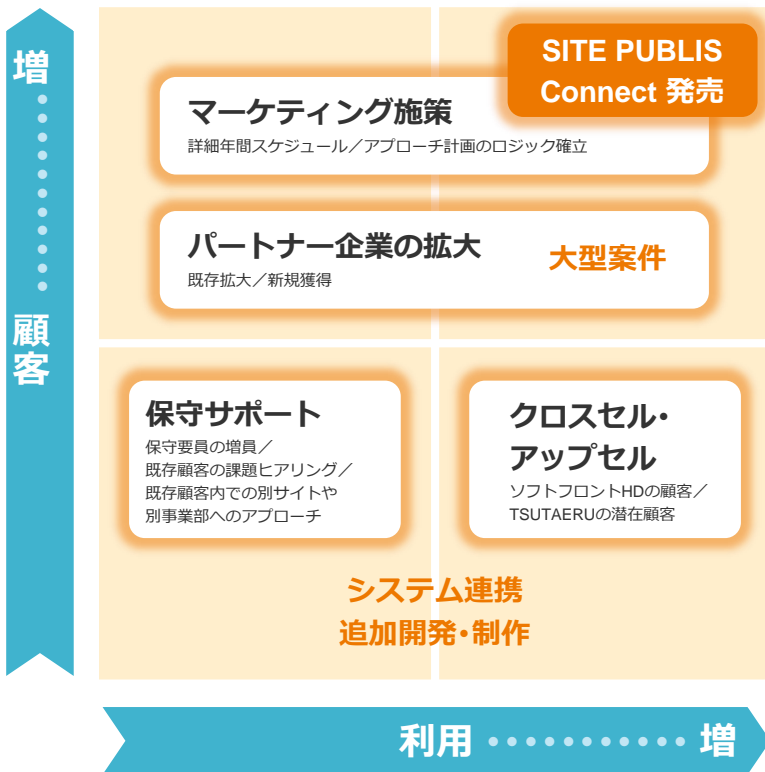 増
顧客
SITE PUBLIS
Connect 発売
マーケティング施策
詳細年間スケジュール／アプローチ計画のロジック確立
パートナー企業の拡大
既存拡大／新規獲得
大型案件
保守サポート
保守要員の増員／
既存顧客の課題ヒアリング／
既存顧客内での別サイトや
別事業部へのアプローチ
クロスセル・
アップセル
ソフトフロントHDの顧客／
TSUTAERUの潜在顧客
システム連携
追加開発・制作
利用 ・・・・・・・・・・・ 増